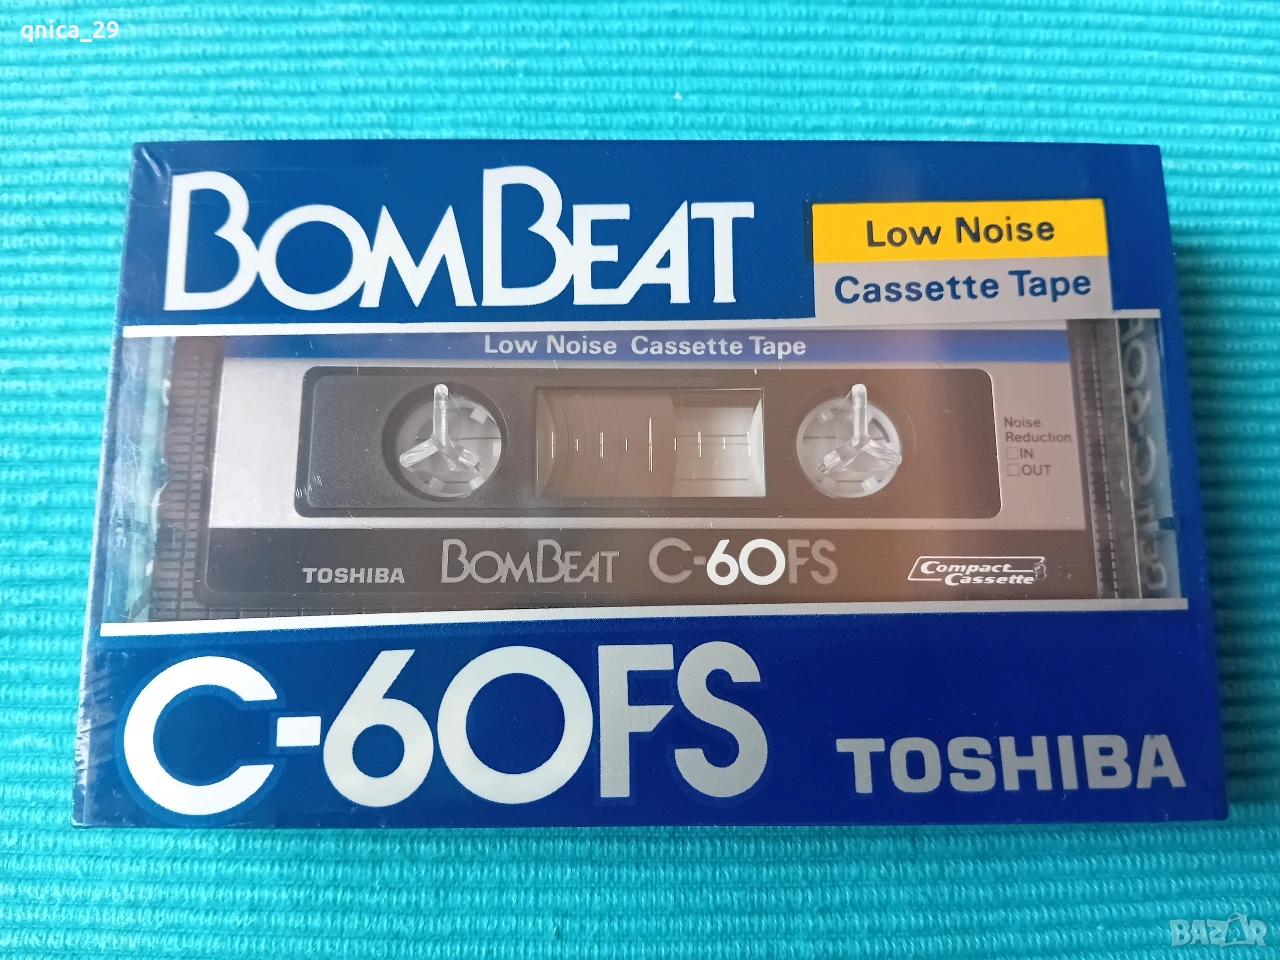 qnica_29
BOMBEAT
Low Noise
Cassette Tape
Low Noise Cassette Tape
Noise
Reduction
☐IN
☐OUT
TOSHIBA BOMBEAT C-60FS Compact
Cassette
C-60FS
TOSHIBA
BAZAR